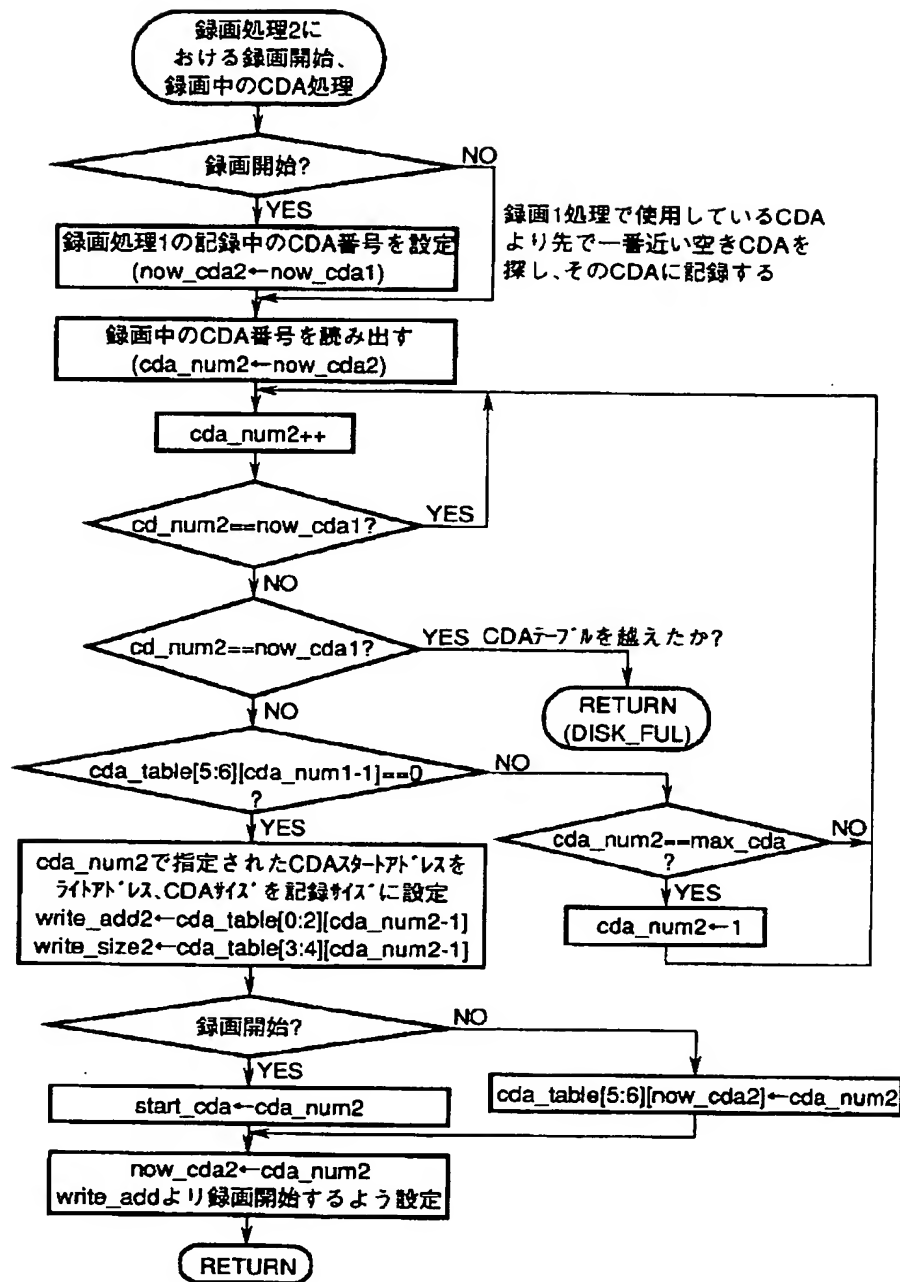 録画処理2に
おける録画開始、
録画中のCDA処理
録画開始?
NO
YES
録画1処理で使用しているCDA
より先で一番近い空きCDAを
探し、そのCDAに記録する
録画処理1の記録中のCDA番号を設定
(now_cda2←now_cda1)
録画中のCDA番号を読み出す
(cda_num2←now_cda2)
cda_num2++
cd_num2==now_cda1?
YES
NO
cd_num2==now_cda1?
YES CDAテーブルを越えたか?
NO
RETURN
(DISK_FUL)
cda_table[5:6][cda_num1-1]==0
?
NO
YES
cda_num2==max_cda
?
NO
YES
cda_num2←1
cda_num2で指定されたCDAスタートアドレスを
ライトアドレス、CDAサイズを記録サイズに設定
write_add2←cda_table[0:2][cda_num2-1]
write_size2←cda_table[3:4][cda_num2-1]
録画開始?
NO
YES
start_cda←cda_num2
cda_table[5:6][now_cda2]←cda_num2
now_cda2←cda_num2
write_addより録画開始するよう設定
RETURN